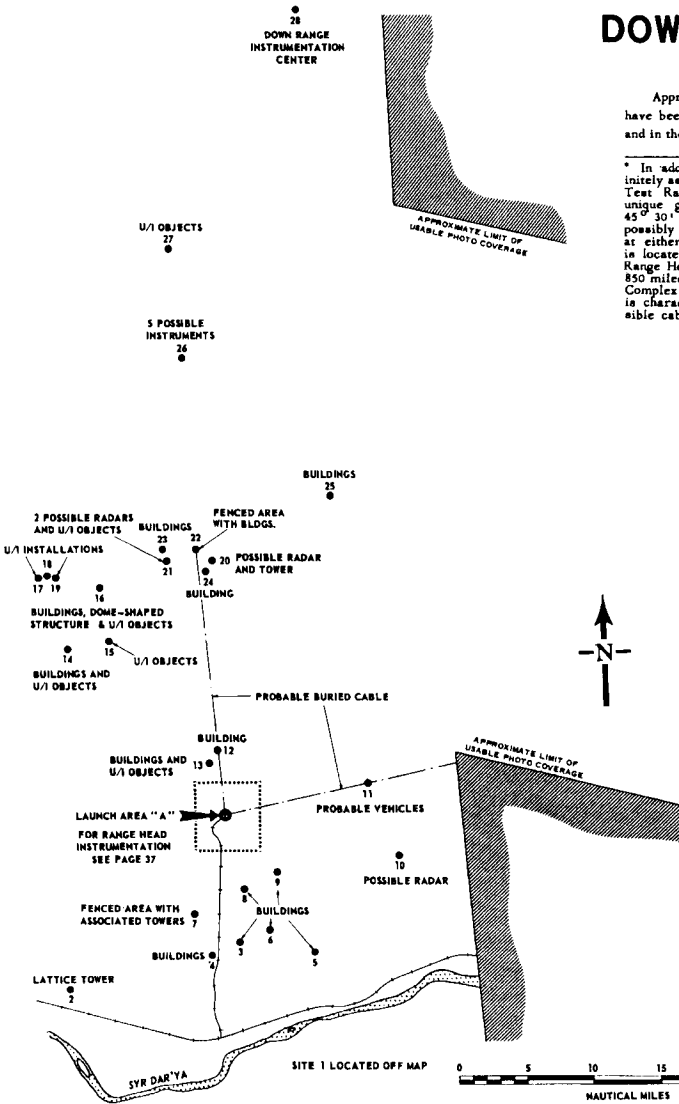 28
DOWN RANGE
INSTRUMENTATION
CENTER
DOW
Appr
have bee
and in the
* In add
initely as
Test Ra
unique g
45° 30'
possibly
at either
is locate
Range He
850 miles
Complex
is chara
sible cab
APPROXIMATE LIMIT OF
USABLE PHOTO COVERAGE
U/I OBJECTS
27
5 POSSIBLE
INSTRUMENTS
26
BUILDINGS
25
2 POSSIBLE RADARS
AND U/I OBJECTS
BUILDINGS
23
21
FENCED AREA
WITH BLDGS.
22
20 POSSIBLE RADAR
AND TOWER
24
BUILDING
U/I INSTALLATIONS
18
17 19
16
BUILDINGS, DOME-SHAPED
STRUCTURE & U/I OBJECTS
14
BUILDINGS AND
U/I OBJECTS
15
U/I OBJECTS
N
PROBABLE BURIED CABLE
BUILDING
12
BUILDINGS AND
U/I OBJECTS
13
APPROXIMATE LIMIT OF
USABLE PHOTO COVERAGE
11
PROBABLE VEHICLES
LAUNCH AREA "A"
FOR RANGE HEAD
INSTRUMENTATION
SEE PAGE 37
10
POSSIBLE RADAR
9
8
BUILDINGS
3
6
5
FENCED AREA WITH
ASSOCIATED TOWERS
7
BUILDINGS
4
LATTICE TOWER
2
SYR DAR'YA
SITE 1 LOCATED OFF MAP
0 5 10 15
NAUTICAL MILES